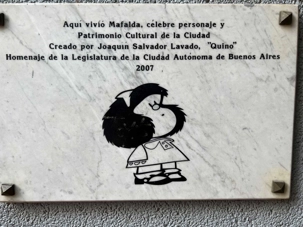 Aquí vivió Mafalda, célebre personaje y
Patrimonio Cultural de la Ciudad
Creado por Joaquín Salvador Lavado, "Quino"
Homenaje de la Legislatura de la Ciudad Autónoma de Buenos Aires
2007